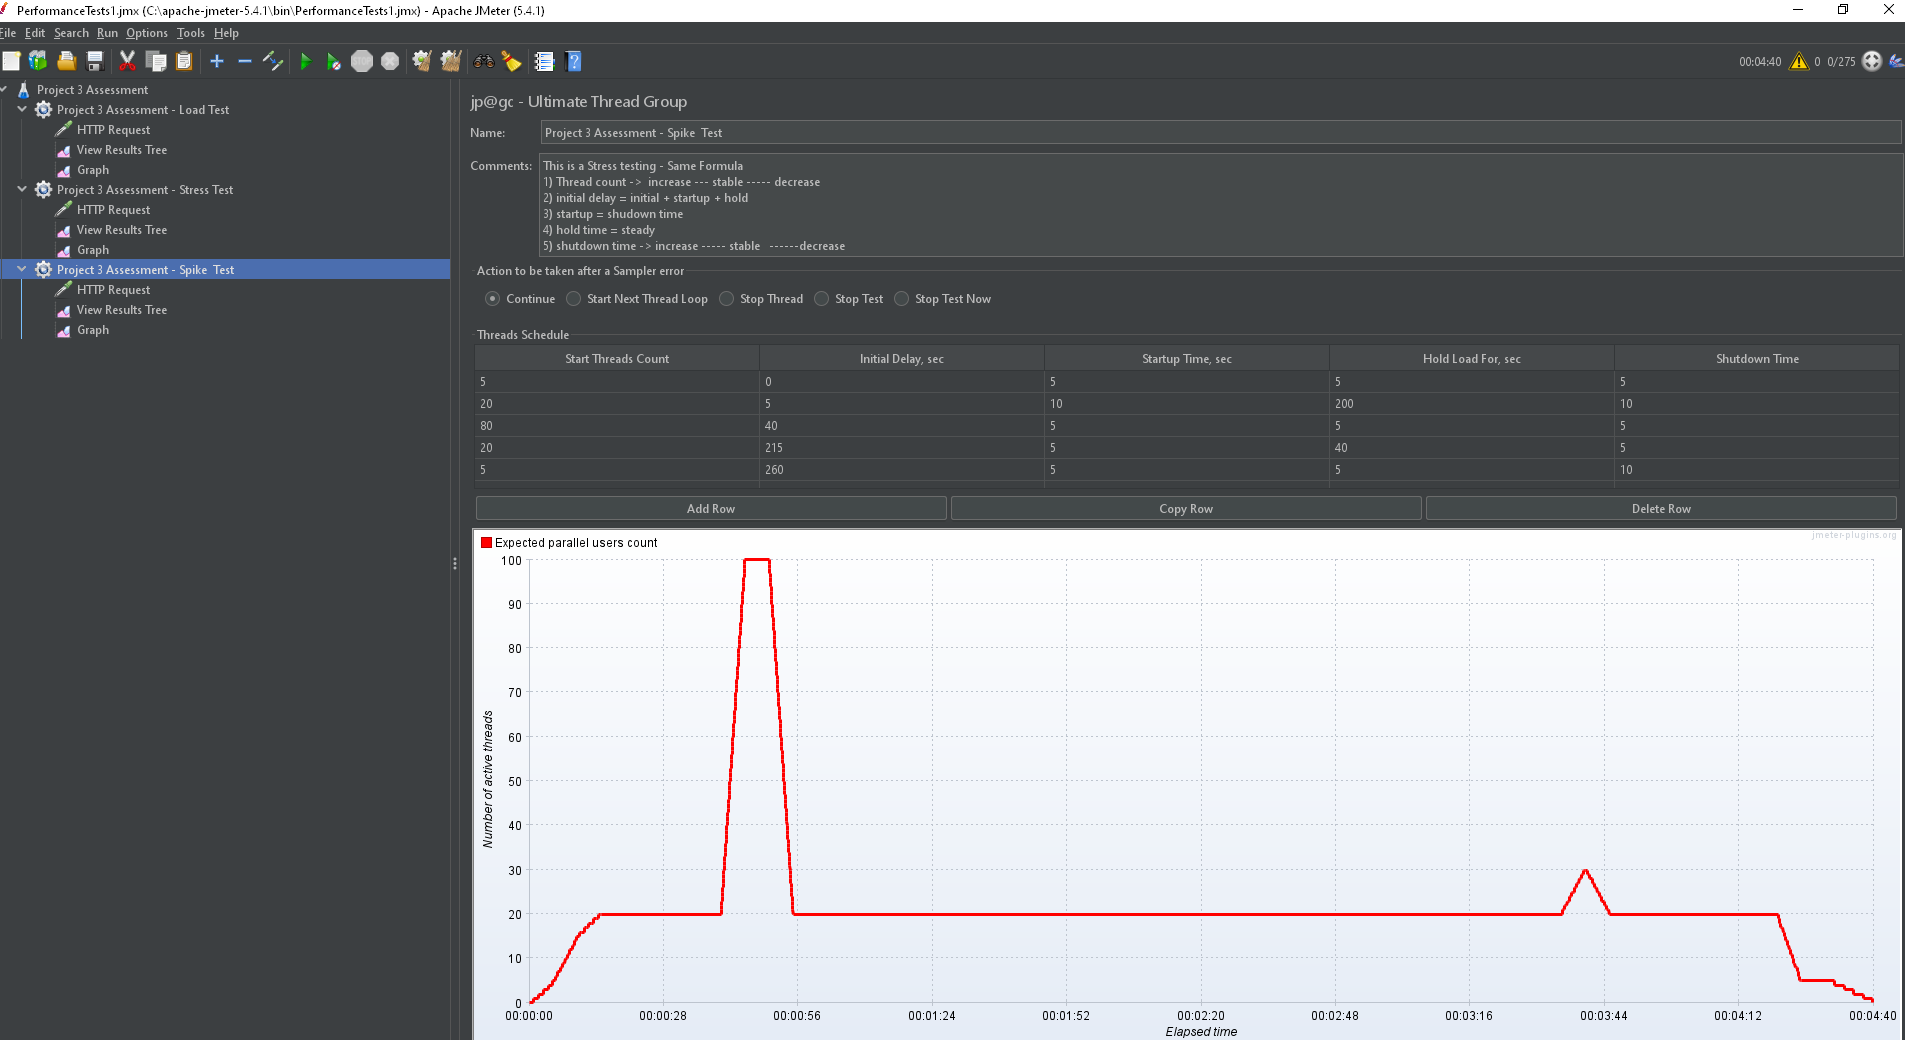 PerformanceTests1.jmx (C:\apache-jmeter-5.4.1\bin\PerformanceTests1.jmx) - Apache JMeter (5.4.1)
File Edit Search Run Options Tools Help
STOP
?
00:04:40 0 0/275
Project 3 Assessment
Project 3 Assessment - Load Test
HTTP Request
View Results Tree
Graph
Project 3 Assessment - Stress Test
HTTP Request
View Results Tree
Graph
Project 3 Assessment - Spike  Test
HTTP Request
View Results Tree
Graph
jp@gc - Ultimate Thread Group
Name: Project 3 Assessment - Spike  Test
Comments: This is a Stress testing - Same Formula
1) Thread count ->  increase --- stable ----- decrease
2) initial delay = initial + startup + hold
3) startup = shudown time
4) hold time = steady
5) shutdown time -> increase ----- stable   ------decrease
Action to be taken after a Sampler error
Continue Start Next Thread Loop Stop Thread Stop Test Stop Test Now
Threads Schedule
Start Threads Count Initial Delay, sec Startup Time, sec Hold Load For, sec Shutdown Time
5 0 5 5 5
20 5 10 200 10
80 40 5 5 5
20 215 5 40 5
5 260 5 5 10
Add Row Copy Row Delete Row
Expected parallel users count
jmeter-plugins.org
100
90
80
70
60
50
40
30
20
10
0
Number of active threads
00:00:00 00:00:28 00:00:56 00:01:24 00:01:52 00:02:20 00:02:48 00:03:16 00:03:44 00:04:12 00:04:40
Elapsed time